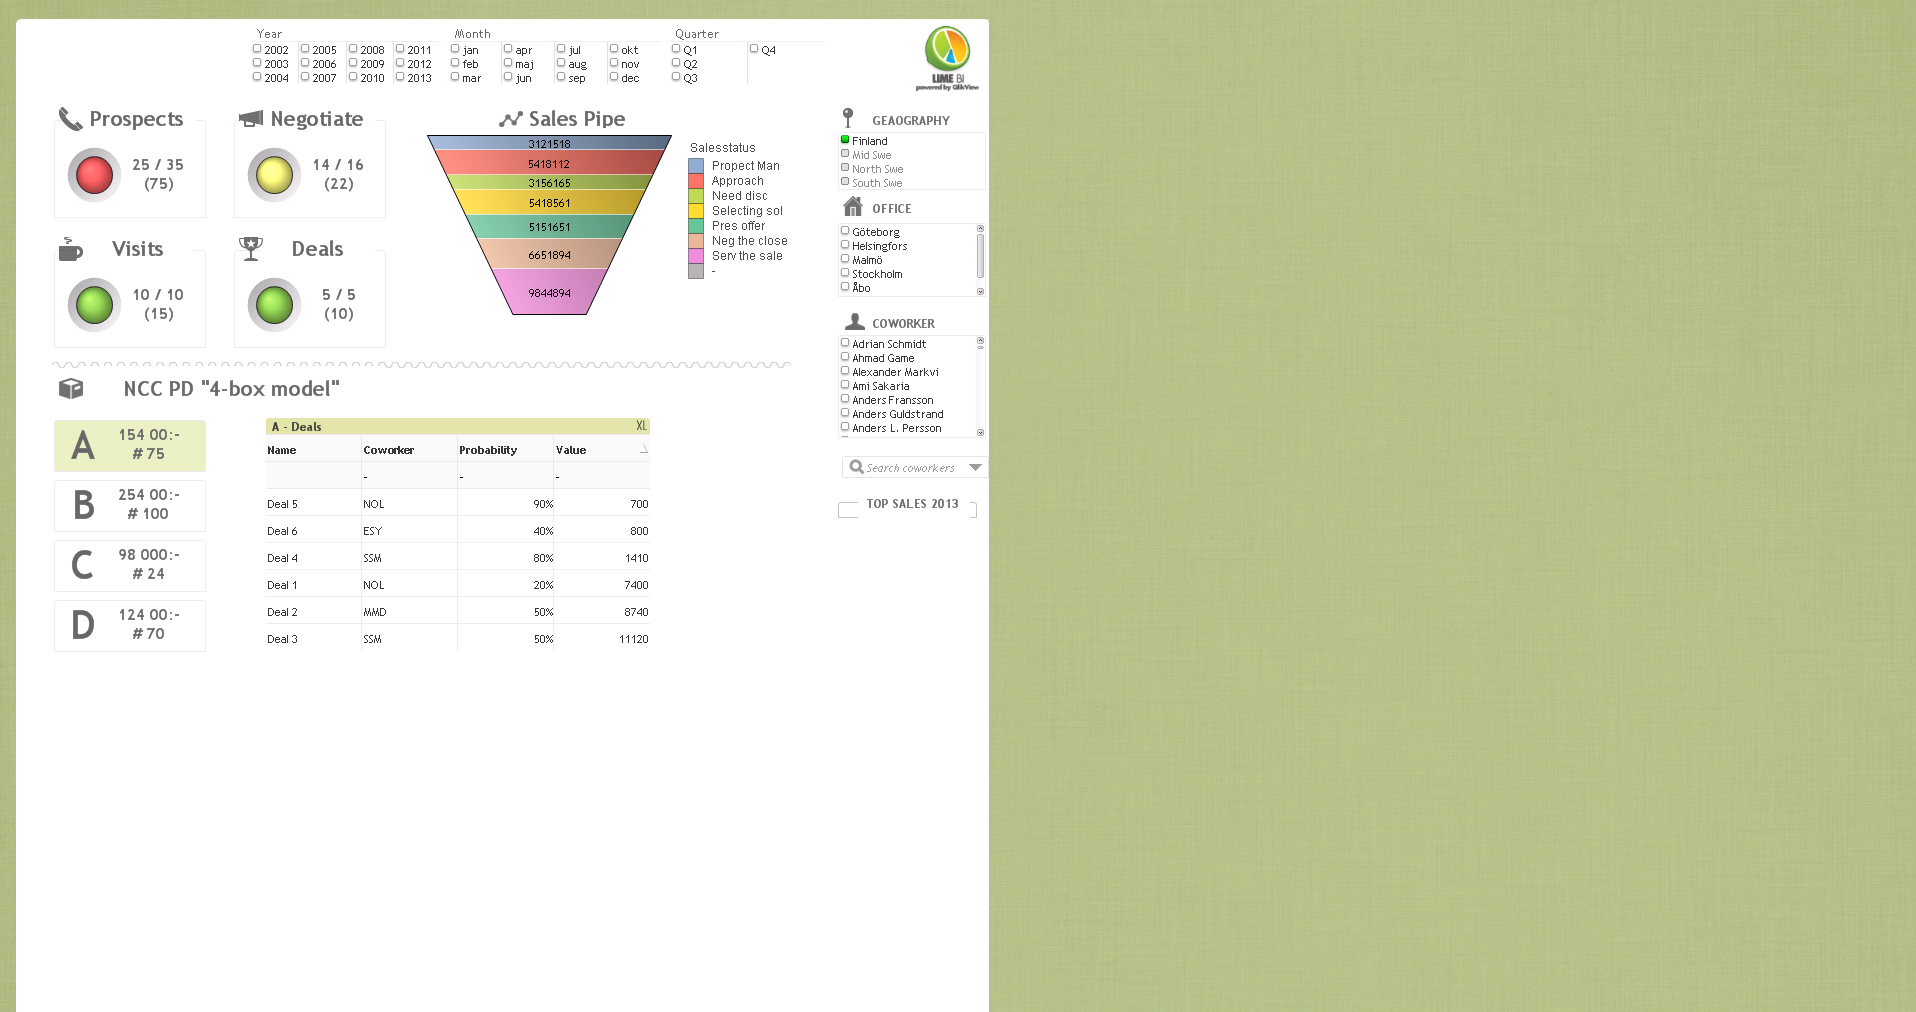 Year
2002 2005 2008 2011
2003 2006 2009 2012
2004 2007 2010 2013
Month
jan apr jul okt
feb maj aug nov
mar jun sep dec
Quarter
Q1 Q4
Q2
Q3
LIME Bi
powered by QlikView
Prospects
25 / 35
(75)
Negotiate
14 / 16
(22)
Visits
10 / 10
(15)
Deals
5 / 5
(10)
Sales Pipe
3121518
5418112
3156165
5418561
5151651
6651894
9844894
Salesstatus
Propect Man
Approach
Need disc
Selecting sol
Pres offer
Neg the close
Serv the sale
-
GEAOGRAPHY
Finland
Mid Swe
North Swe
South Swe
OFFICE
Göteborg
Helsingfors
Malmö
Stockholm
Åbo
COWORKER
Adrian Schmidt
Ahmad Game
Alexander Markvi
Ami Sakaria
Anders Fransson
Anders Guldstrand
Anders L. Persson
Search coworkers
TOP SALES 2013
NCC PD "4-box model"
A 154 00:-
# 75
B 254 00:-
# 100
C 98 000:-
# 24
D 124 00:-
# 70
A - Deals XL
Name Coworker Probability Value
- - -
Deal 5 NOL 90% 700
Deal 6 ESY 40% 800
Deal 4 SSM 80% 1410
Deal 1 NOL 20% 7400
Deal 2 MMD 50% 8740
Deal 3 SSM 50% 11120